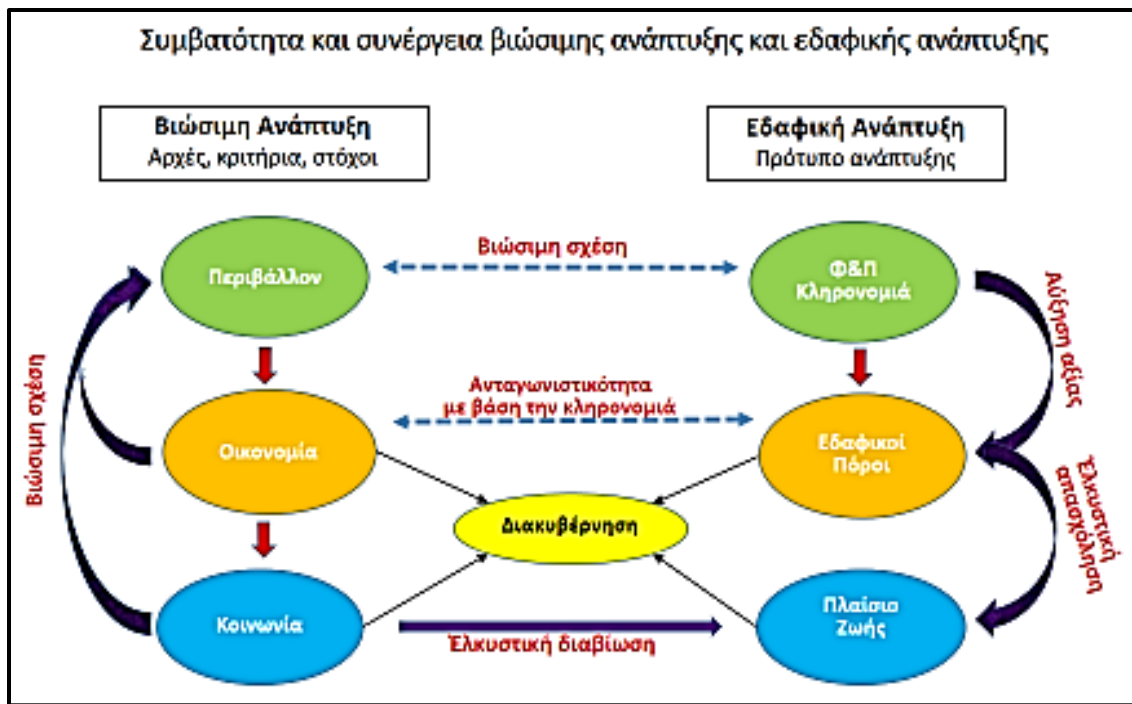 Συμβατότητα και συνέργεια βιώσιμης ανάπτυξης και εδαφικής ανάπτυξης
Βιώσιμη Ανάπτυξη
Αρχές, κριτήρια, στόχοι
Εδαφική Ανάπτυξη
Πρότυπο ανάπτυξης
Περιβάλλον
Βιώσιμη σχέση
Φ&Π
Κληρονομιά
Αύξηση αξίας
Βιώσιμη σχέση
Οικονομία
Ανταγωνιστικότητα
με βάση την κληρονομιά
Εδαφικοί
Πόροι
Διακυβέρνηση
Έλκυστική
απασχόληση
Κοινωνία
Έλκυστική διαβίωση
Πλαίσιο
Ζωής